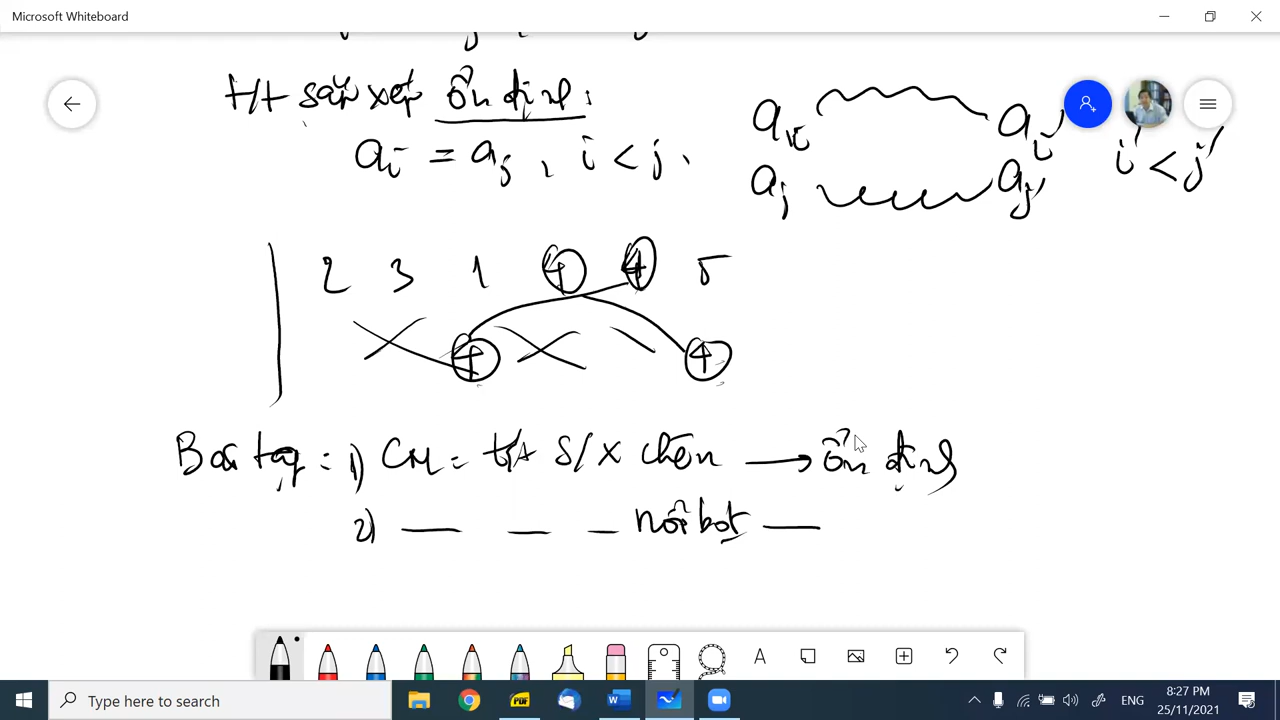 Microsoft Whiteboard
t/t sắp xếp ổn định:
ai = aj, i < j.
ai ai'
aj aj'
i' < j'
2 3 1 4 4 5
4 4
Bài tập: 1) CM: t/t S/X chèn → ổn định
2) — — — nổi bọt —
Type here to search
ENG
8:27 PM
25/11/2021